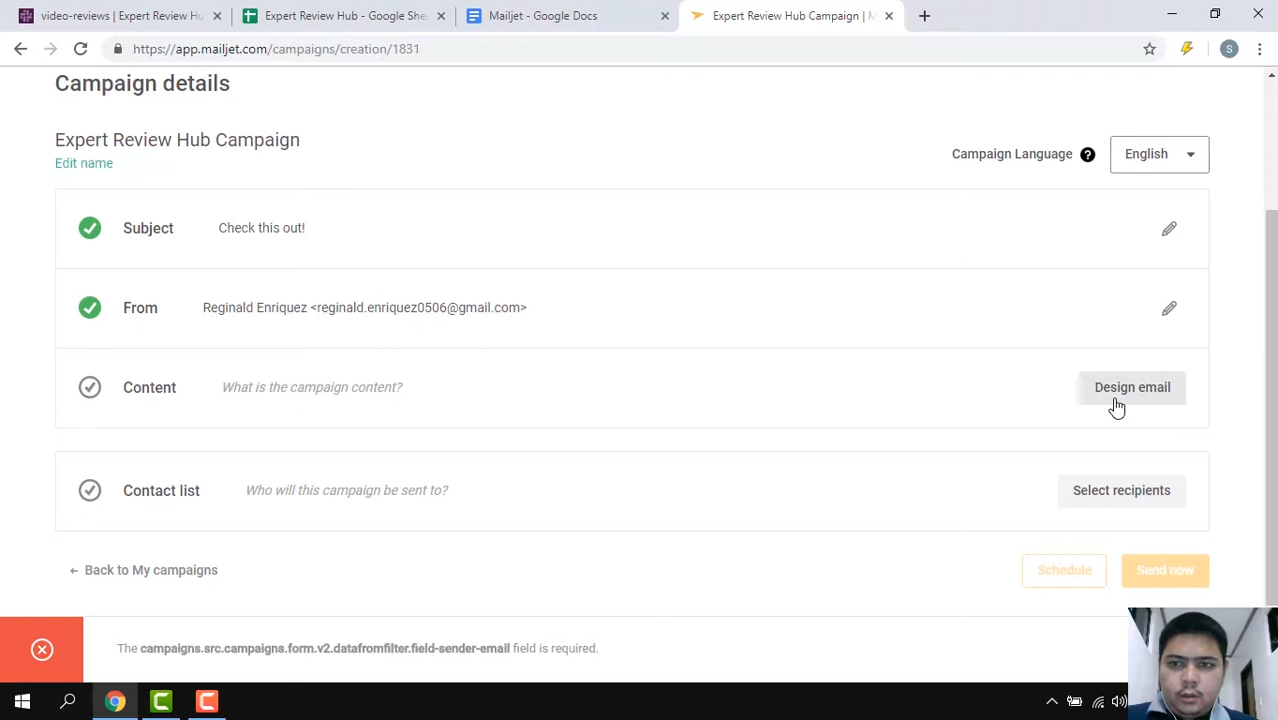 video-reviews | Expert Review Hu
Expert Review Hub - Google She
Mailjet - Google Docs
Expert Review Hub Campaign | M
https://app.mailjet.com/campaigns/creation/1831
S
Campaign details
Expert Review Hub Campaign
Edit name
Campaign Language ?
English
Subject Check this out!
From Reginald Enriquez <reginald.enriquez0506@gmail.com>
Content What is the campaign content? Design email
Contact list Who will this campaign be sent to? Select recipients
← Back to My campaigns Schedule Send now
The campaigns.src.campaigns.form.v2.datafromfilter.field-sender-email field is required.